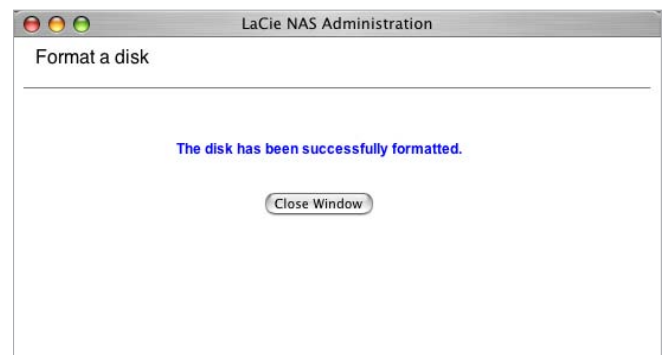 LaCie NAS Administration
Format a disk
The disk has been successfully formatted.
Close Window